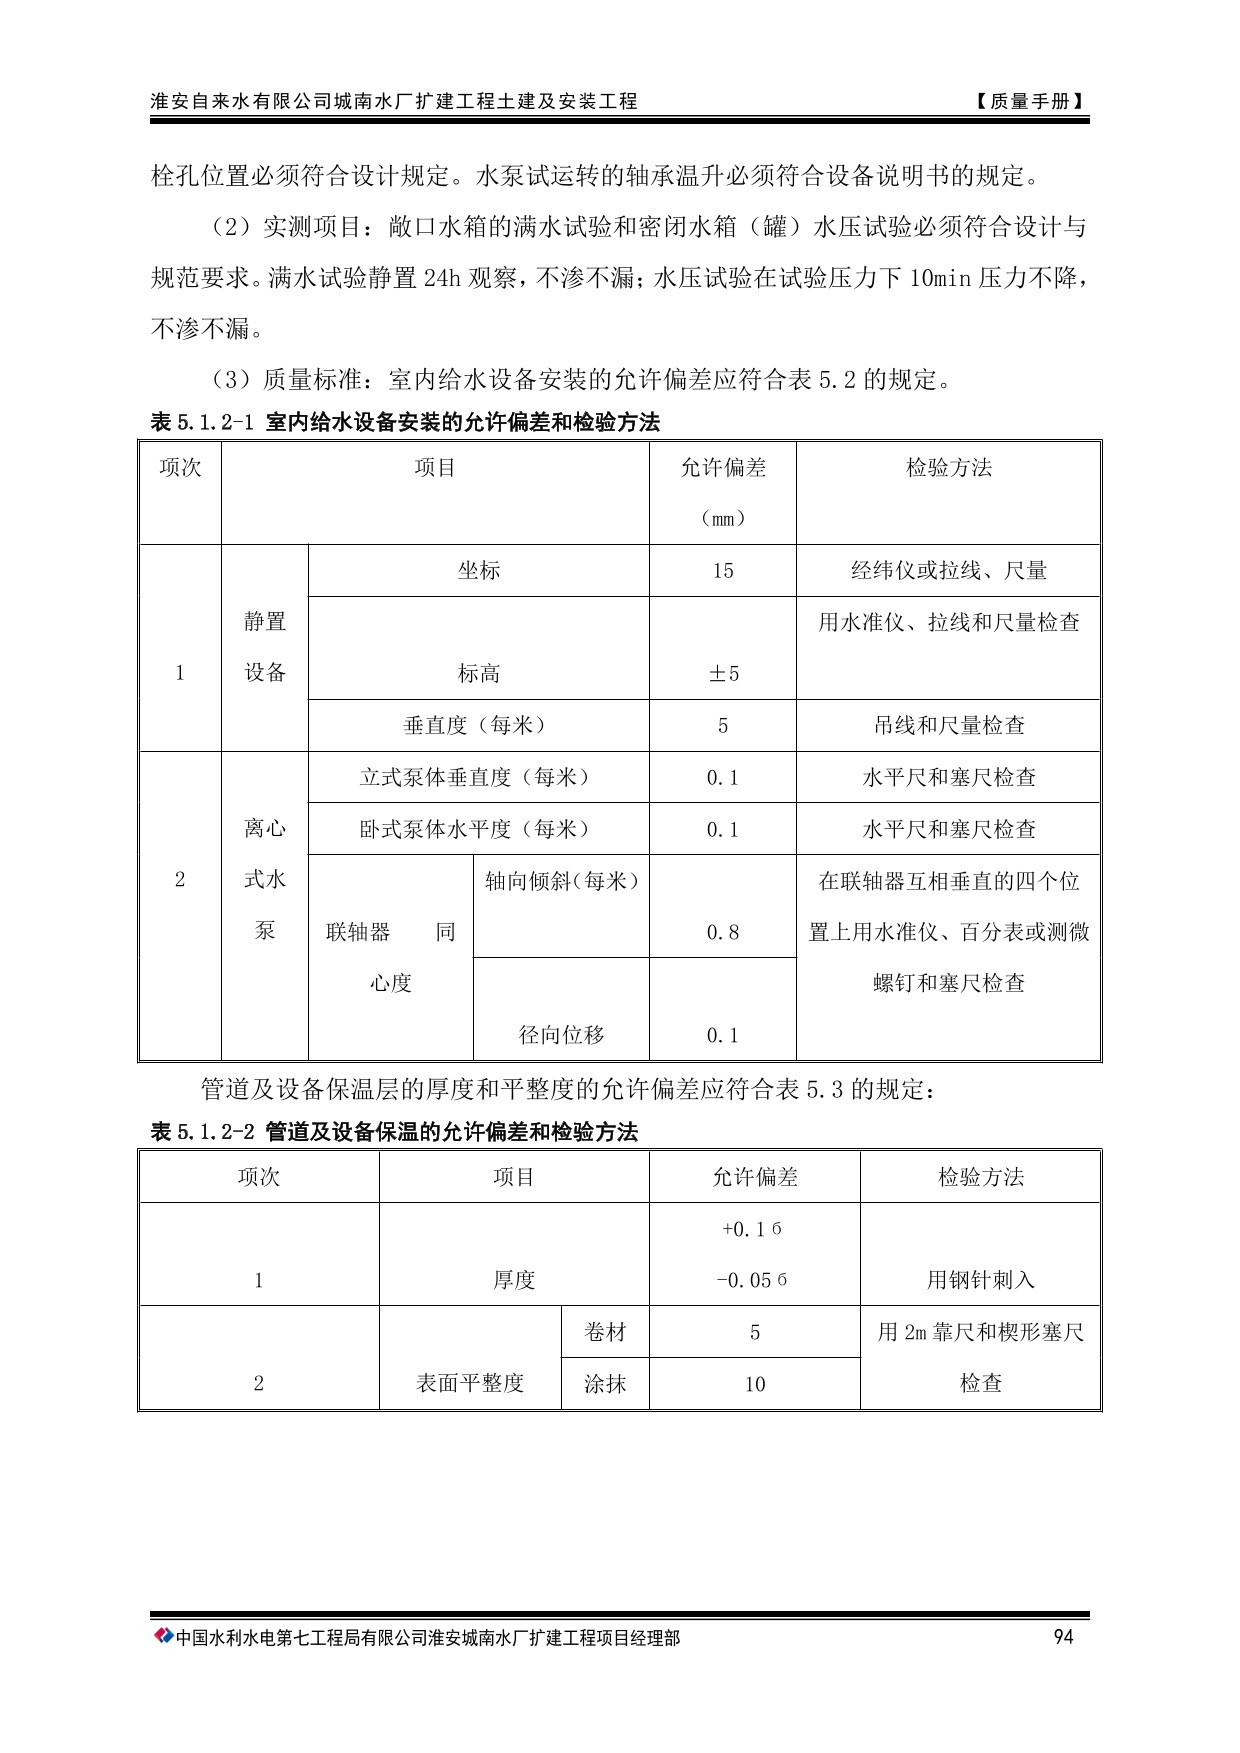 淮安自来水有限公司城南水厂扩建工程土建及安装工程 【质量手册】
栓孔位置必须符合设计规定。水泵试运转的轴承温升必须符合设备说明书的规定。
（2）实测项目：敞口水箱的满水试验和密闭水箱（罐）水压试验必须符合设计与
规范要求。满水试验静置 24h 观察，不渗不漏；水压试验在试验压力下 10min 压力不降，
不渗不漏。
（3）质量标准：室内给水设备安装的允许偏差应符合表 5.2 的规定。
表 5.1.2-1 室内给水设备安装的允许偏差和检验方法
项次 项目 允许偏差 检验方法
（mm）
坐标 15 经纬仪或拉线、尺量
静置 用水准仪、拉线和尺量检查
1 设备 标高 ±5
垂直度（每米） 5 吊线和尺量检查
立式泵体垂直度（每米） 0.1 水平尺和塞尺检查
离心 卧式泵体水平度（每米） 0.1 水平尺和塞尺检查
2 式水 轴向倾斜(每米) 在联轴器互相垂直的四个位
泵 联轴器 同 0.8 置上用水准仪、百分表或测微
心度 螺钉和塞尺检查
径向位移 0.1
管道及设备保温层的厚度和平整度的允许偏差应符合表 5.3 的规定：
表 5.1.2-2 管道及设备保温的允许偏差和检验方法
项次 项目 允许偏差 检验方法
+0.1б
1 厚度 -0.05б 用钢针刺入
卷材 5 用 2m 靠尺和楔形塞尺
2 表面平整度 涂抹 10 检查
中国水利水电第七工程局有限公司淮安城南水厂扩建工程项目经理部 94